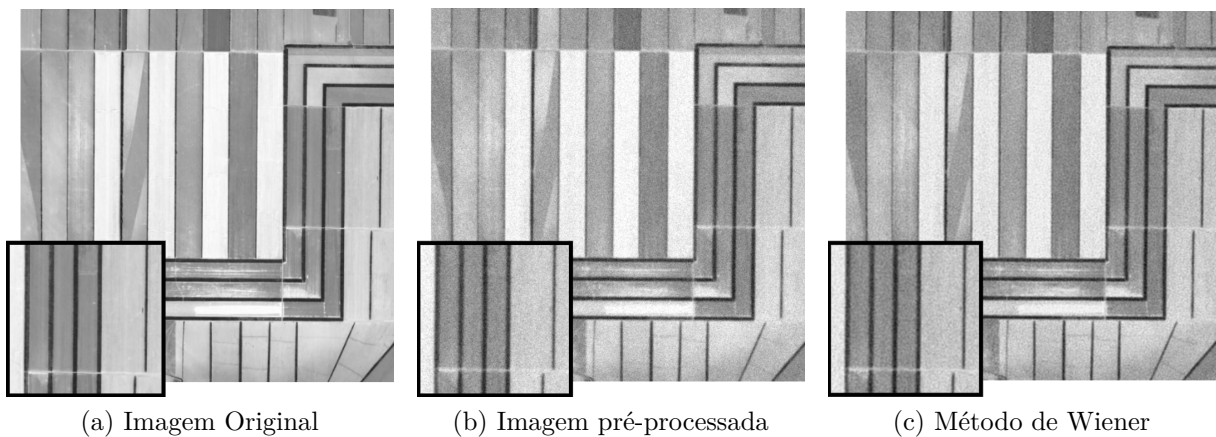 (a) Imagem Original
(b) Imagem pré-processada
(c) Método de Wiener